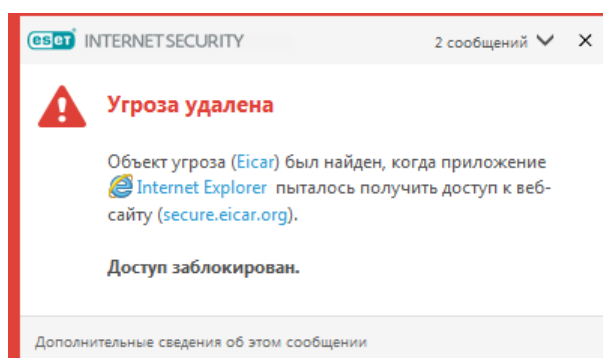 eset INTERNET SECURITY
2 сообщений
Угроза удалена
Объект угроза (Eicar) был найден, когда приложение
Internet Explorer пыталось получить доступ к веб-
сайту (secure.eicar.org).
Доступ заблокирован.
Дополнительные сведения об этом сообщении